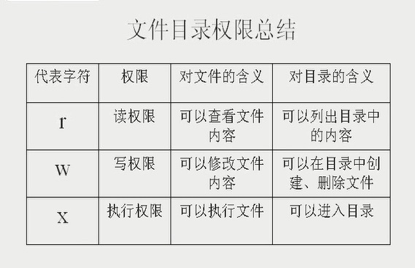 文件目录权限总结
代表字符 权限 对文件的含义 对目录的含义
r 读权限 可以查看文件内容 可以列出目录中的内容
w 写权限 可以修改文件内容 可以在目录中创建、删除文件
x 执行权限 可以执行文件 可以进入目录